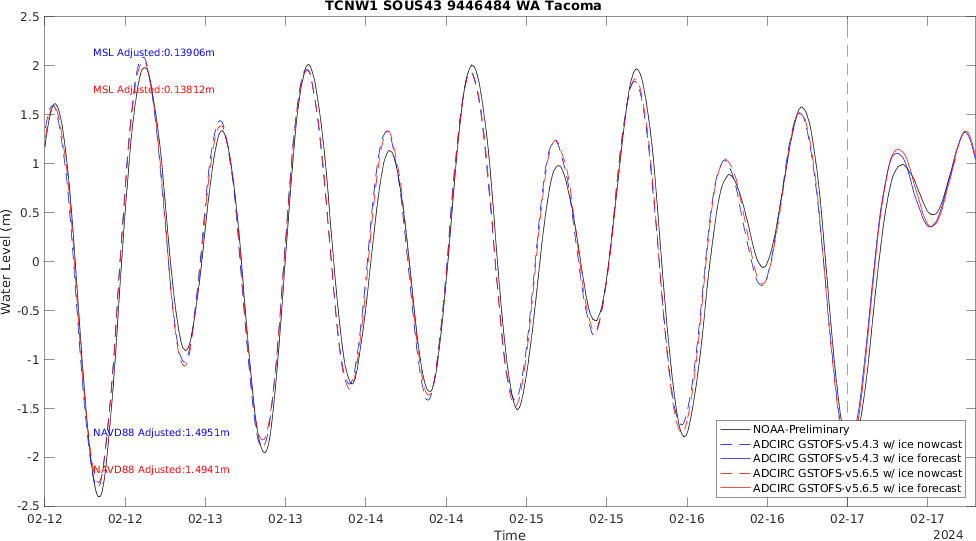 TCNW1 SOUS43 9446484 WA Tacoma
2.5
2
1.5
1
0.5
0
-0.5
-1
-1.5
-2
-2.5
Water Level (m)
MSL Adjusted:0.13906m
MSL Adjusted:0.13812m
NAVD88 Adjusted:1.4951m
NAVD88 Adjusted:1.4941m
NOAA-Preliminary
ADCIRC GSTOFS-v5.4.3 w/ ice nowcast
ADCIRC GSTOFS-v5.4.3 w/ ice forecast
ADCIRC GSTOFS-v5.6.5 w/ ice nowcast
ADCIRC GSTOFS-v5.6.5 w/ ice forecast
02-12 02-12 02-13 02-13 02-14 02-14 02-15 02-15 02-16 02-16 02-17 02-17
Time
2024